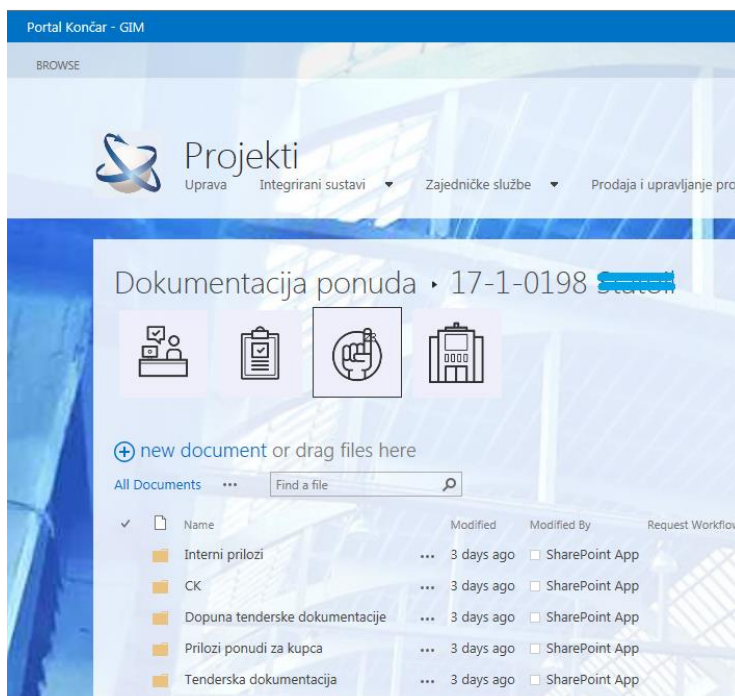 Portal Končar - GIM
BROWSE
Projekti
Uprava Integrirani sustavi Zajedničke službe Prodaja i upravljanje pro
Dokumentacija ponuda 17-1-0198
new document or drag files here
All Documents ... Find a file
Name Modified Modified By Request Workflow
Interni prilozi ... 3 days ago SharePoint App
CK ... 3 days ago SharePoint App
Dopuna tenderske dokumentacije ... 3 days ago SharePoint App
Prilozi ponudi za kupca ... 3 days ago SharePoint App
Tenderska dokumentacija ... 3 days ago SharePoint App